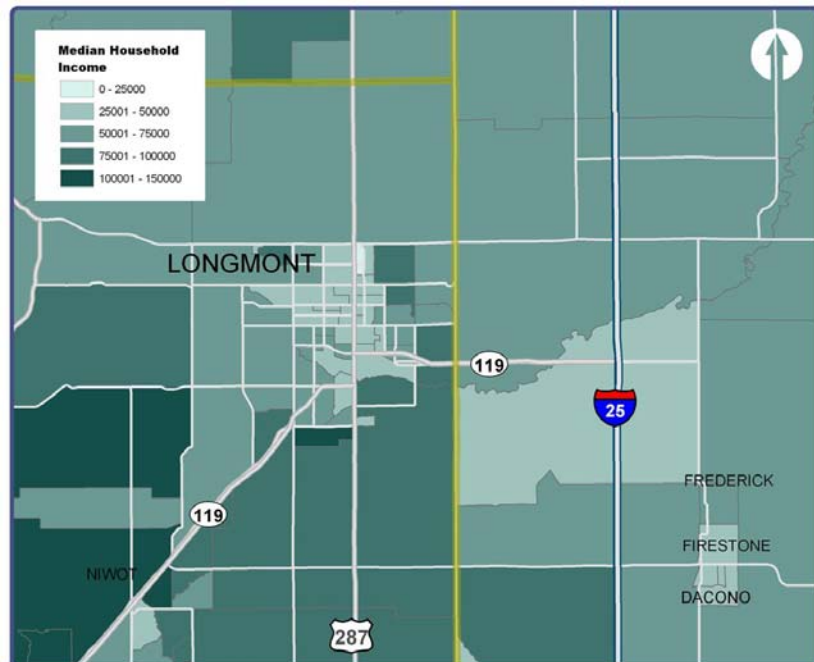 Median Household
Income
0 - 25000
25001 - 50000
50001 - 75000
75001 - 100000
100001 - 150000
LONGMONT
119
119
25
FREDERICK
119
FIRESTONE
NIWOT
DACONO
287